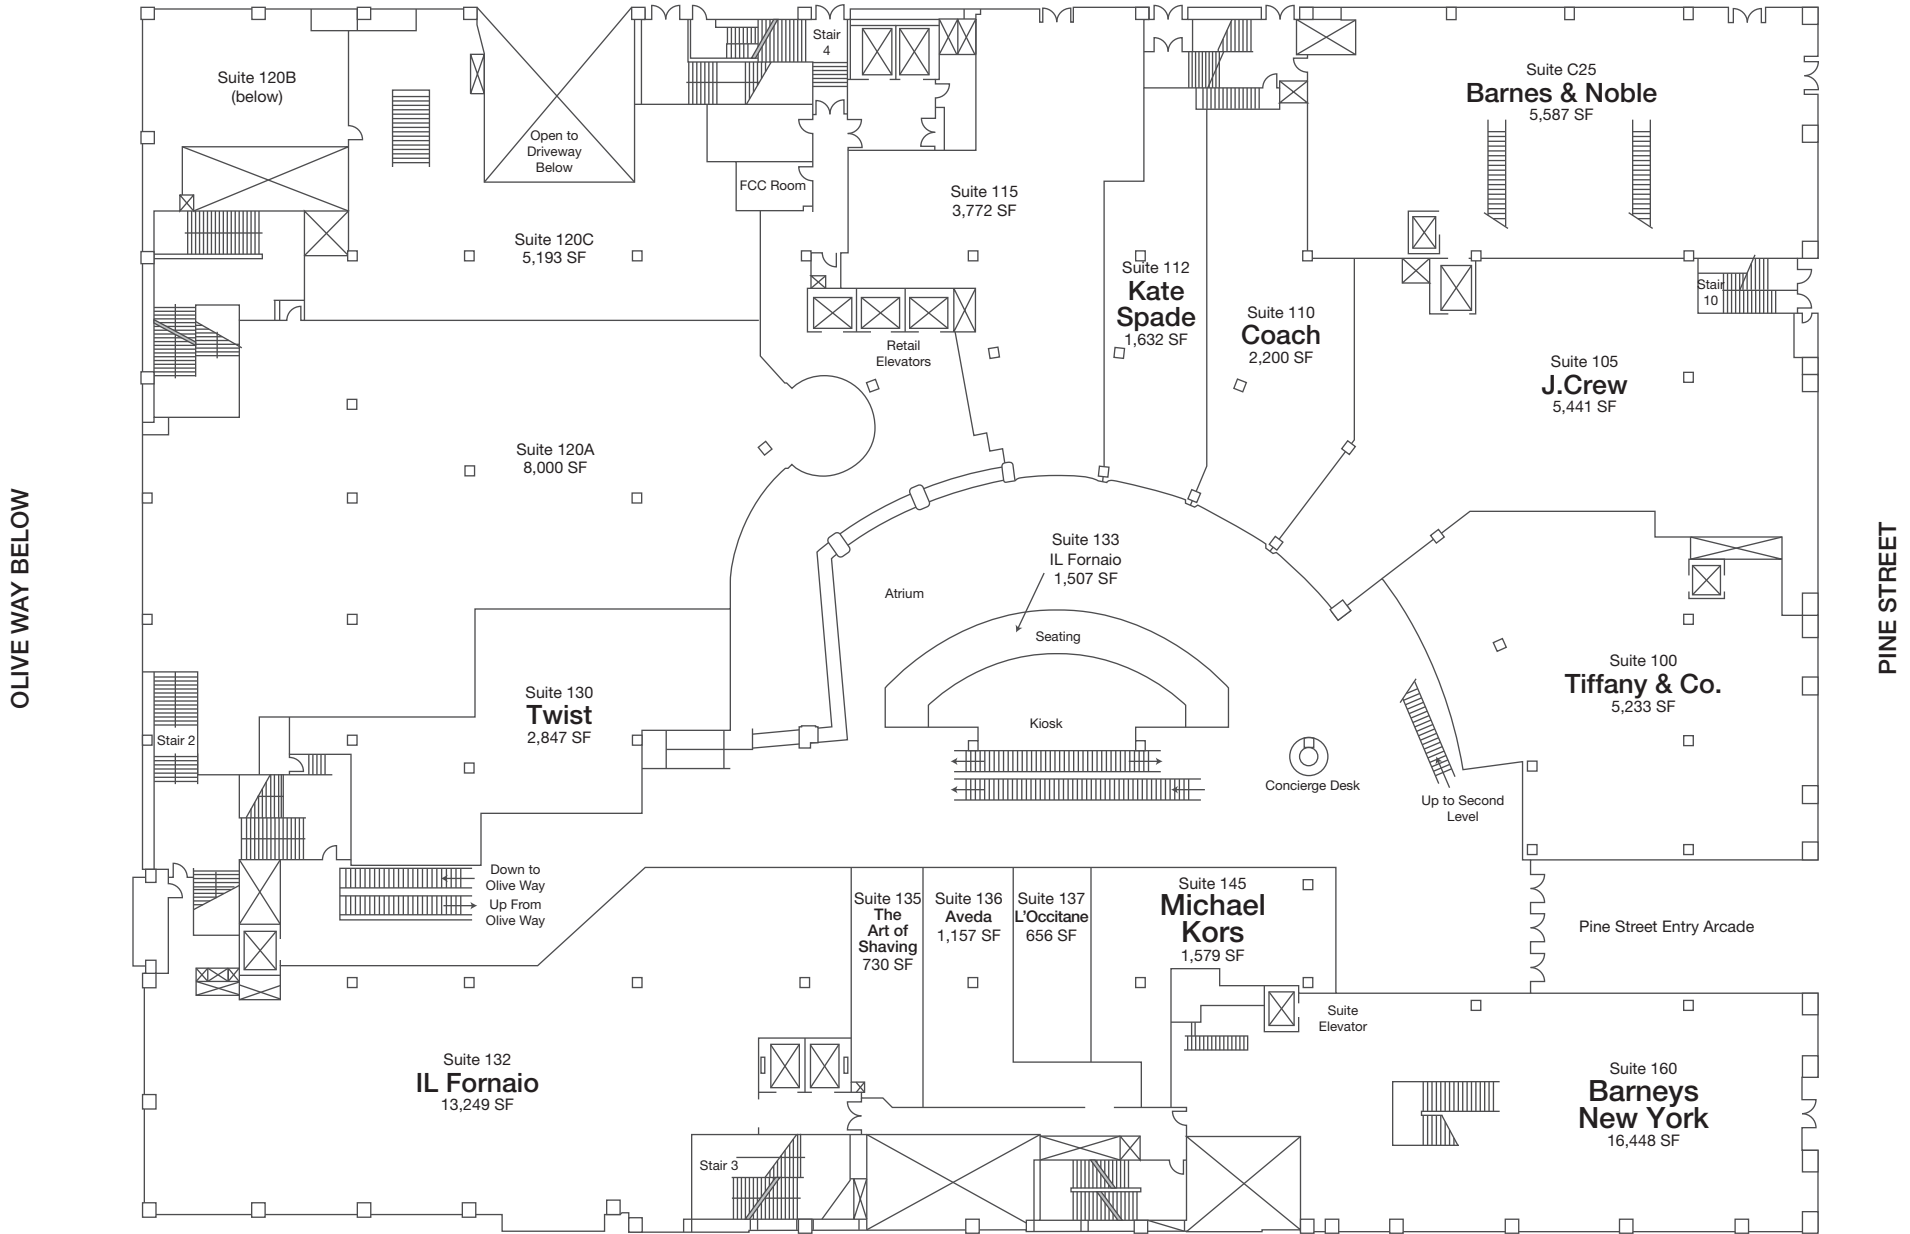 Suite 120B
(below)
Open to
Driveway
Below
Stair
4
FCC Room
Suite 120C
5,193 SF
Suite 115
3,772 SF
Suite C25
Barnes & Noble
5,587 SF
Suite 112
Kate
Spade
1,632 SF
Suite 110
Coach
2,200 SF
Stair
10
Retail
Elevators
Suite 105
J.Crew
5,441 SF
Suite 120A
8,000 SF
OLIVE WAY BELOW
PINE STREET
Suite 133
IL Fornaio
1,507 SF
Atrium
Seating
Kiosk
Suite 100
Tiffany & Co.
5,233 SF
Suite 130
Twist
2,847 SF
Stair 2
Concierge Desk
Up to Second
Level
Down to
Olive Way
Up From
Olive Way
Suite 135
The
Art of
Shaving
730 SF
Suite 136
Aveda
1,157 SF
Suite 137
L'Occitane
656 SF
Suite 145
Michael
Kors
1,579 SF
Pine Street Entry Arcade
Suite
Elevator
Suite 132
IL Fornaio
13,249 SF
Suite 160
Barneys
New York
16,448 SF
Stair 3